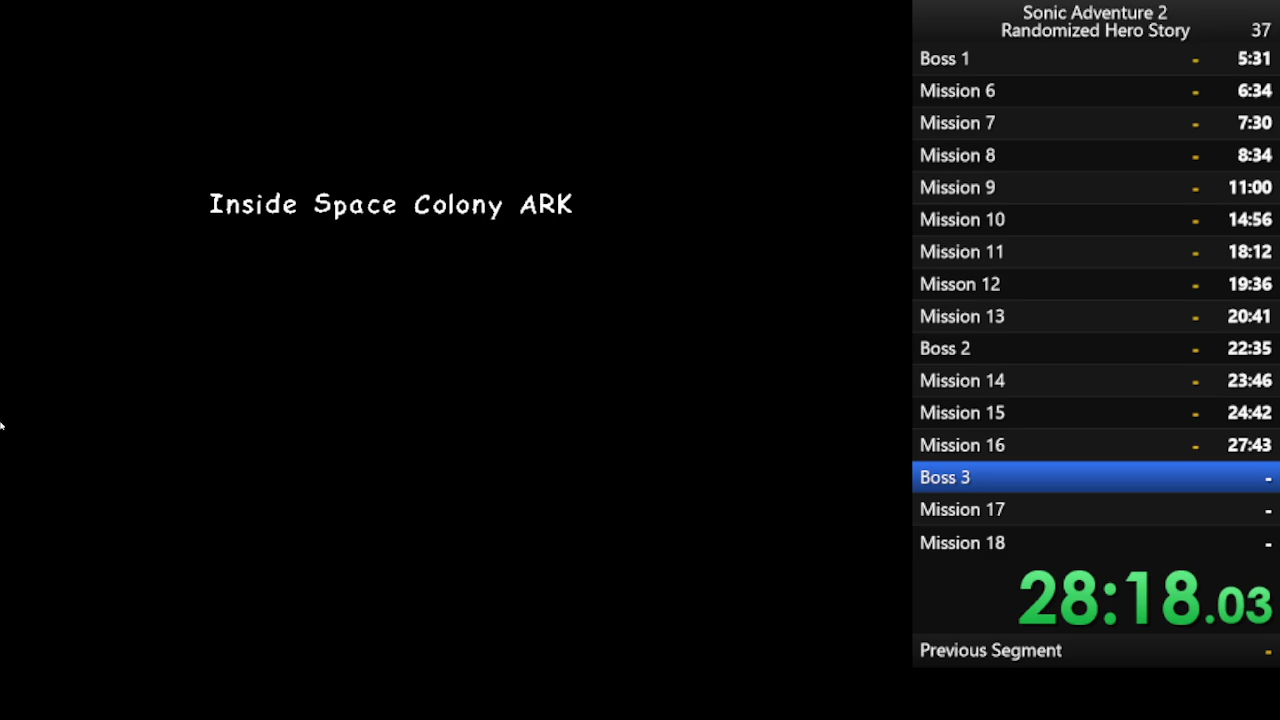 Inside Space Colony ARK
Sonic Adventure 2
Randomized Hero Story 37
Boss 1 - 5:31
Mission 6 - 6:34
Mission 7 - 7:30
Mission 8 - 8:34
Mission 9 - 11:00
Mission 10 - 14:56
Mission 11 - 18:12
Misson 12 - 19:36
Mission 13 - 20:41
Boss 2 - 22:35
Mission 14 - 23:46
Mission 15 - 24:42
Mission 16 - 27:43
Boss 3 -
Mission 17 -
Mission 18 -
28:18.03
Previous Segment -